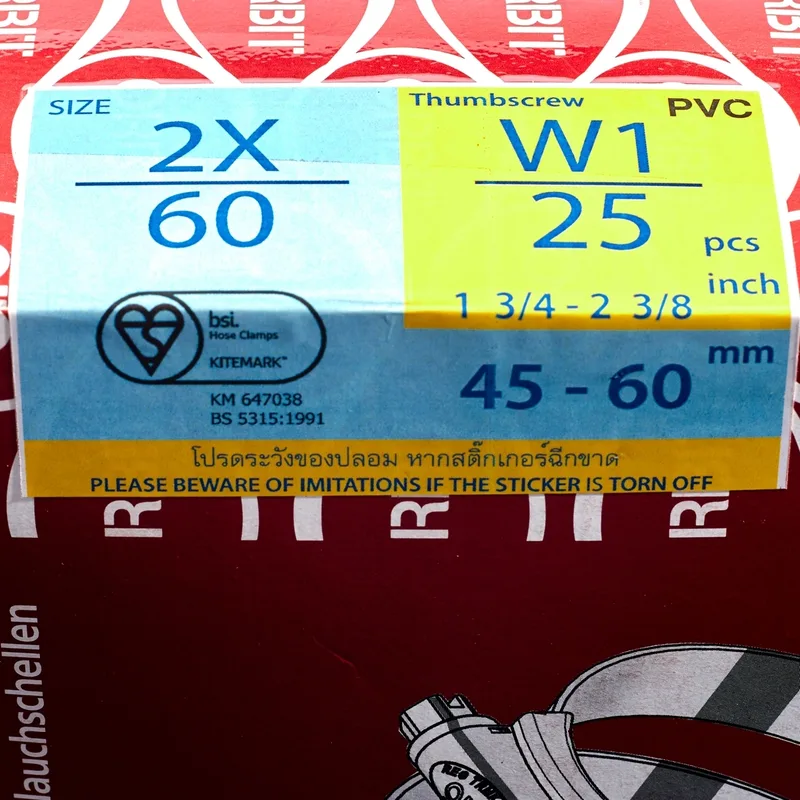 SIZE
2X
60
Thumbscrew PVC
W1
25 pcs
inch
1 3/4 - 2 3/8
mm
45 - 60
bsi.
Hose Clamps
KITEMARK™
KM 647038
BS 5315:1991
โปรดระวังของปลอม หากสติ๊กเกอร์ฉีกขาด
PLEASE BEWARE OF IMITATIONS IF THE STICKER IS TORN OFF